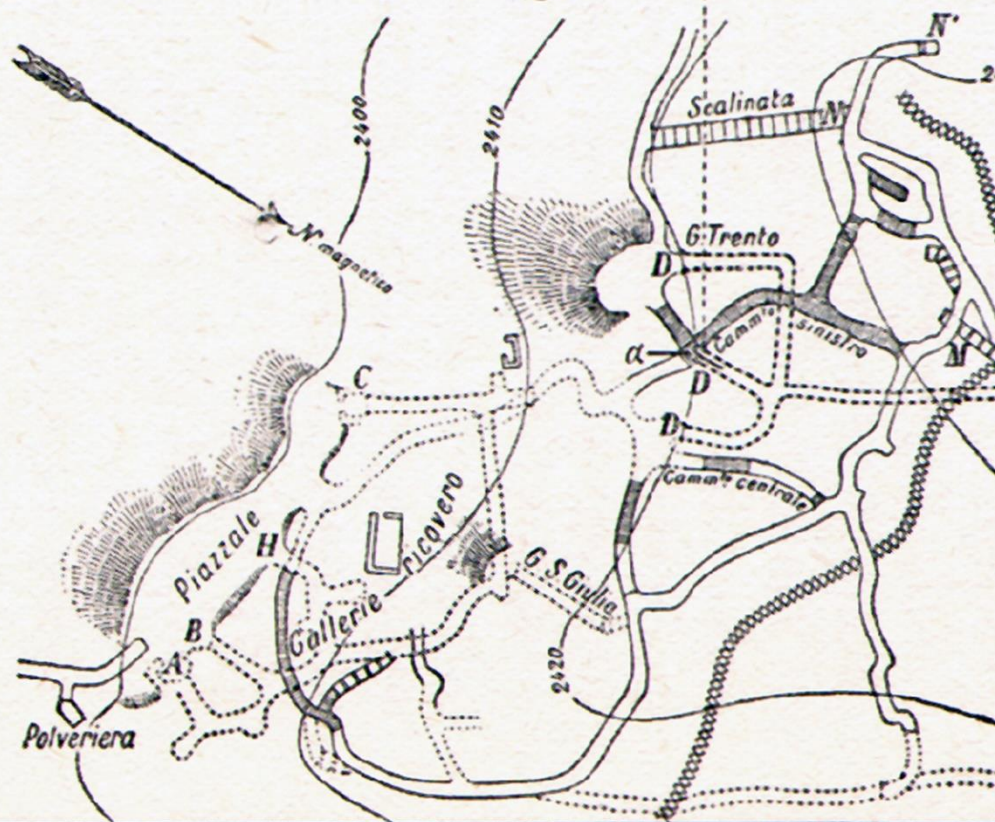 N'
2400
2410
Scalinata
N
N magnetico
G. Trento
D
Camm.to sinistro
α
D
M
C
D
Camm.to centrale
Ricovero
Piazzale
H
G. S. Giulia
Gallerie
B
A
2420
Polveriera